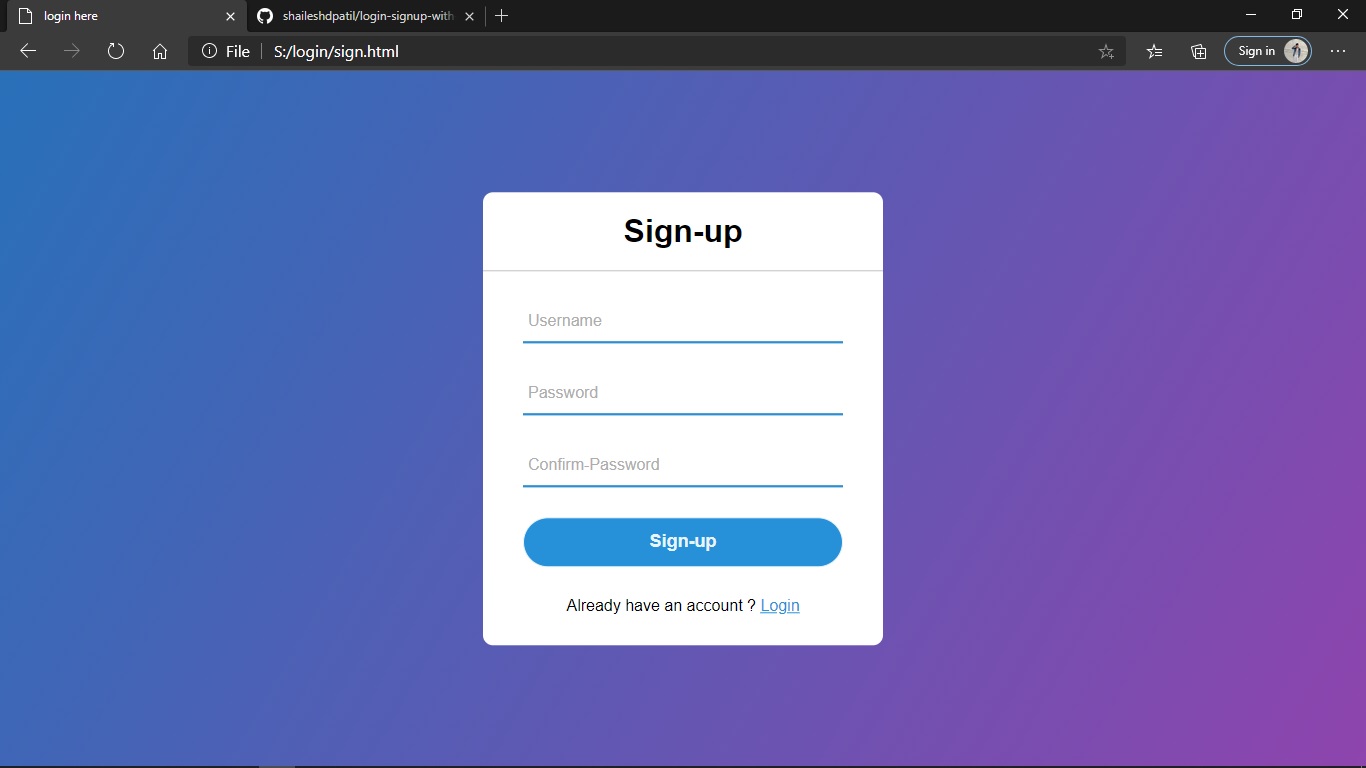 login here
shaileshdpatil/login-signup-with
File
S:/login/sign.html
Sign in
Sign-up
Username
Password
Confirm-Password
Sign-up
Already have an account ? Login